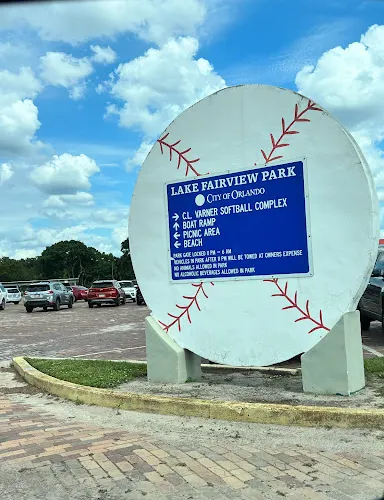 LAKE FAIRVIEW PARK
CITY OF ORLANDO
→ C.L. VARNER SOFTBALL COMPLEX
← BOAT RAMP
← PICNIC AREA
← BEACH
PARK GATE LOCKED 9 PM - 6 AM
VEHICLES IN PARK AFTER 9 PM WILL BE TOWED AT OWNERS EXPENSE
NO ANIMALS ALLOWED IN PARK
NO ALCOHOLIC BEVERAGES ALLOWED IN PARK